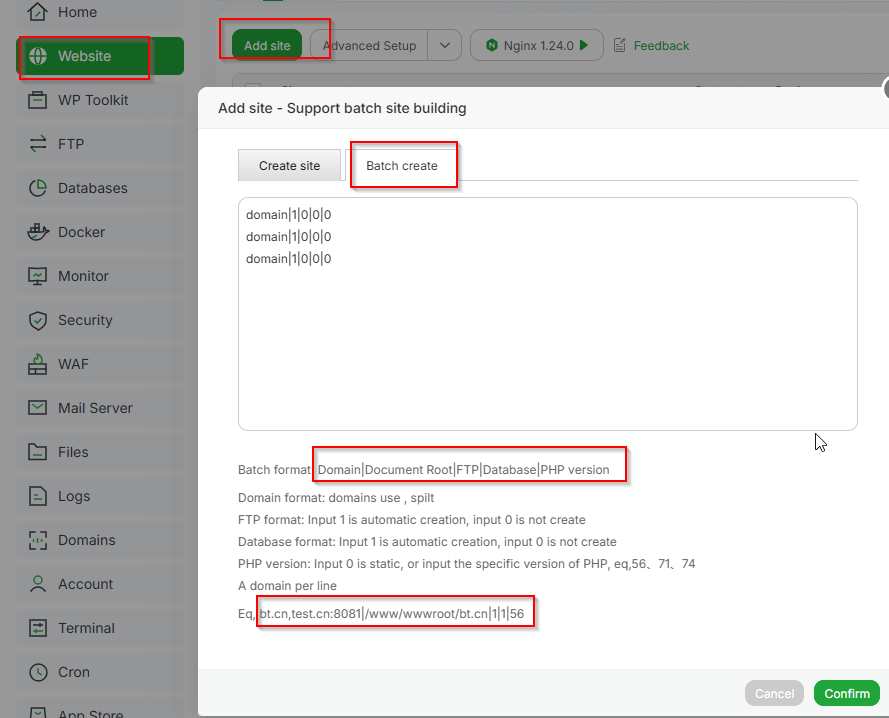 Home
Website
WP Toolkit
FTP
Databases
Docker
Monitor
Security
WAF
Mail Server
Files
Logs
Domains
Account
Terminal
Cron
App Store
Add site
Advanced Setup
Nginx 1.24.0
Feedback
Add site - Support batch site building
Create site
Batch create
domain|1|0|0|0
domain|1|0|0|0
domain|1|0|0|0
Batch format: Domain|Document Root|FTP|Database|PHP version
Domain format: domains use , spilt
FTP format: Input 1 is automatic creation, input 0 is not create
Database format: Input 1 is automatic creation, input 0 is not create
PHP version: Input 0 is static, or input the specific version of PHP, eq,56、71、74
A domain per line
Eq, bt.cn,test.cn:8081|/www/wwwroot/bt.cn|1|1|56
Cancel
Confirm